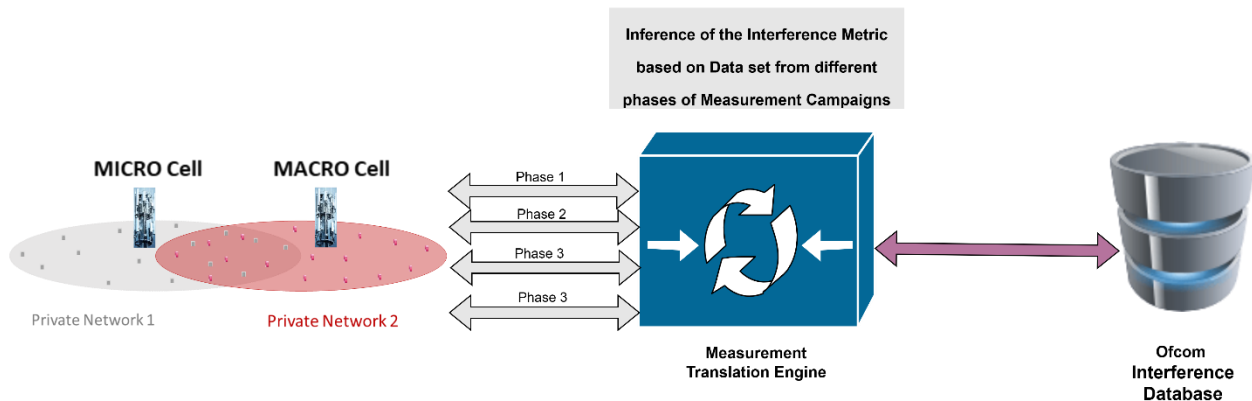 Inference of the Interference Metric
based on Data set from different
phases of Measurement Campaigns
MICRO Cell
MACRO Cell
Private Network 1
Private Network 2
Phase 1
Phase 2
Phase 3
Phase 3
Measurement
Translation Engine
Ofcom
Interference
Database